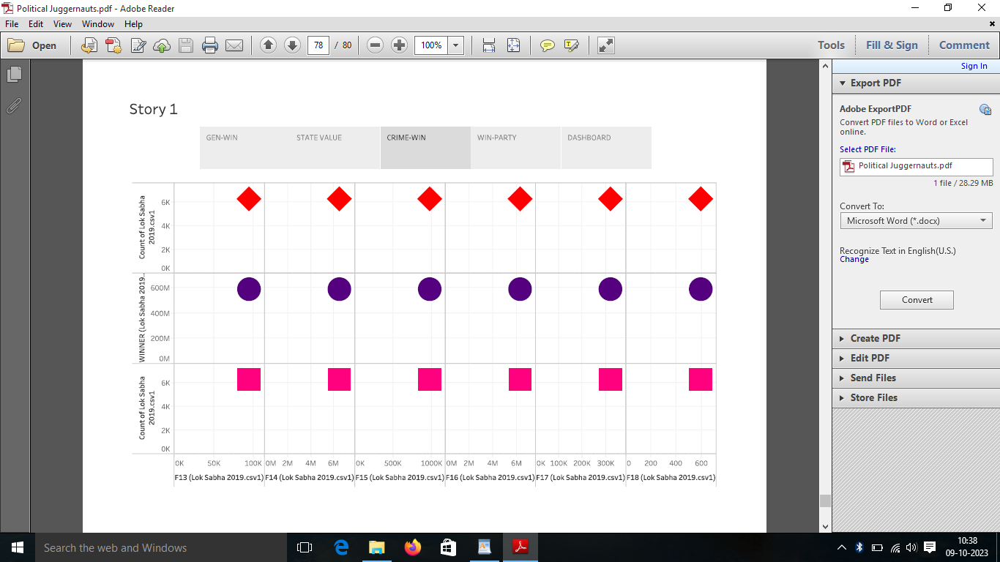 Political Juggernauts.pdf - Adobe Reader
File Edit View Window Help
Open 78 / 80 100% Tools Fill & Sign Comment
Sign In
Export PDF
Adobe ExportPDF
Convert PDF files to Word or Excel
online.
Select PDF File:
Political Juggernauts.pdf
1 file / 28.29 MB
Convert To:
Microsoft Word (*.docx)
Recognize Text in English(U.S.)
Change
Convert
Create PDF
Edit PDF
Send Files
Store Files
Story 1
GEN-WIN STATE VALUE CRIME-WIN WIN-PARTY DASHBOARD
Count of Lok Sabha
2019.csv1
6K
4K
2K
0K
WINNER (Lok Sabha 2019..
600M
400M
200M
0M
Count of Lok Sabha
2019.csv1
6K
4K
2K
0K
0K 50K 100K 0M 2M 4M 6M 0K 500K 1000K 0M 2M 4M 6M 0K 100K 200K 300K 0 200 400 600
F13 (Lok Sabha 2019.csv1) F14 (Lok Sabha 2019.csv1) F15 (Lok Sabha 2019.csv1) F16 (Lok Sabha 2019.csv1) F17 (Lok Sabha 2019.csv1) F18 (Lok Sabha 2019.csv1)
Search the web and Windows
10:38
09-10-2023